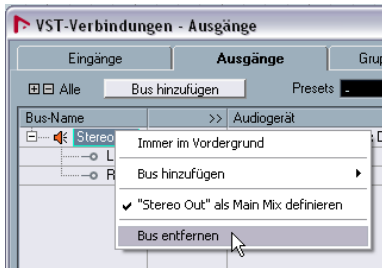 VST-Verbindungen - Ausgänge
Eingänge Ausgänge Gru
Alle Bus hinzufügen Presets -
Bus-Name >> Audiogerät
Stereo
L
R
Immer im Vordergrund
Bus hinzufügen
"Stereo Out" als Main Mix definieren
Bus entfernen